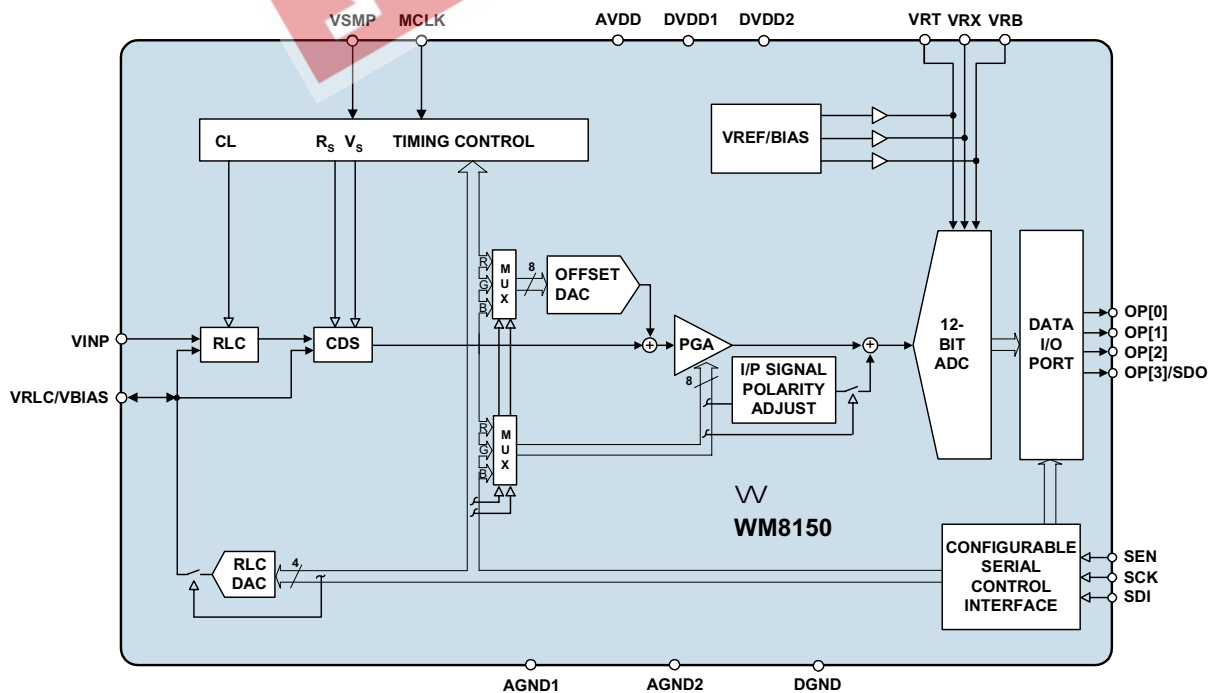 VSMP MCLK AVDD DVDD1 DVDD2 VRT VRX VRB
CL RS VS TIMING CONTROL
VREF/BIAS
R
G
B
MUX
8
OFFSET
DAC
VINP
RLC
CDS
PGA
8
I/P SIGNAL
POLARITY
ADJUST
12-
BIT
ADC
DATA
I/O
PORT
OP[0]
OP[1]
OP[2]
OP[3]/SDO
VRLC/VBIAS
R
G
B
MUX
WM8150
RLC
DAC
4
CONFIGURABLE
SERIAL
CONTROL
INTERFACE
SEN
SCK
SDI
AGND1 AGND2 DGND